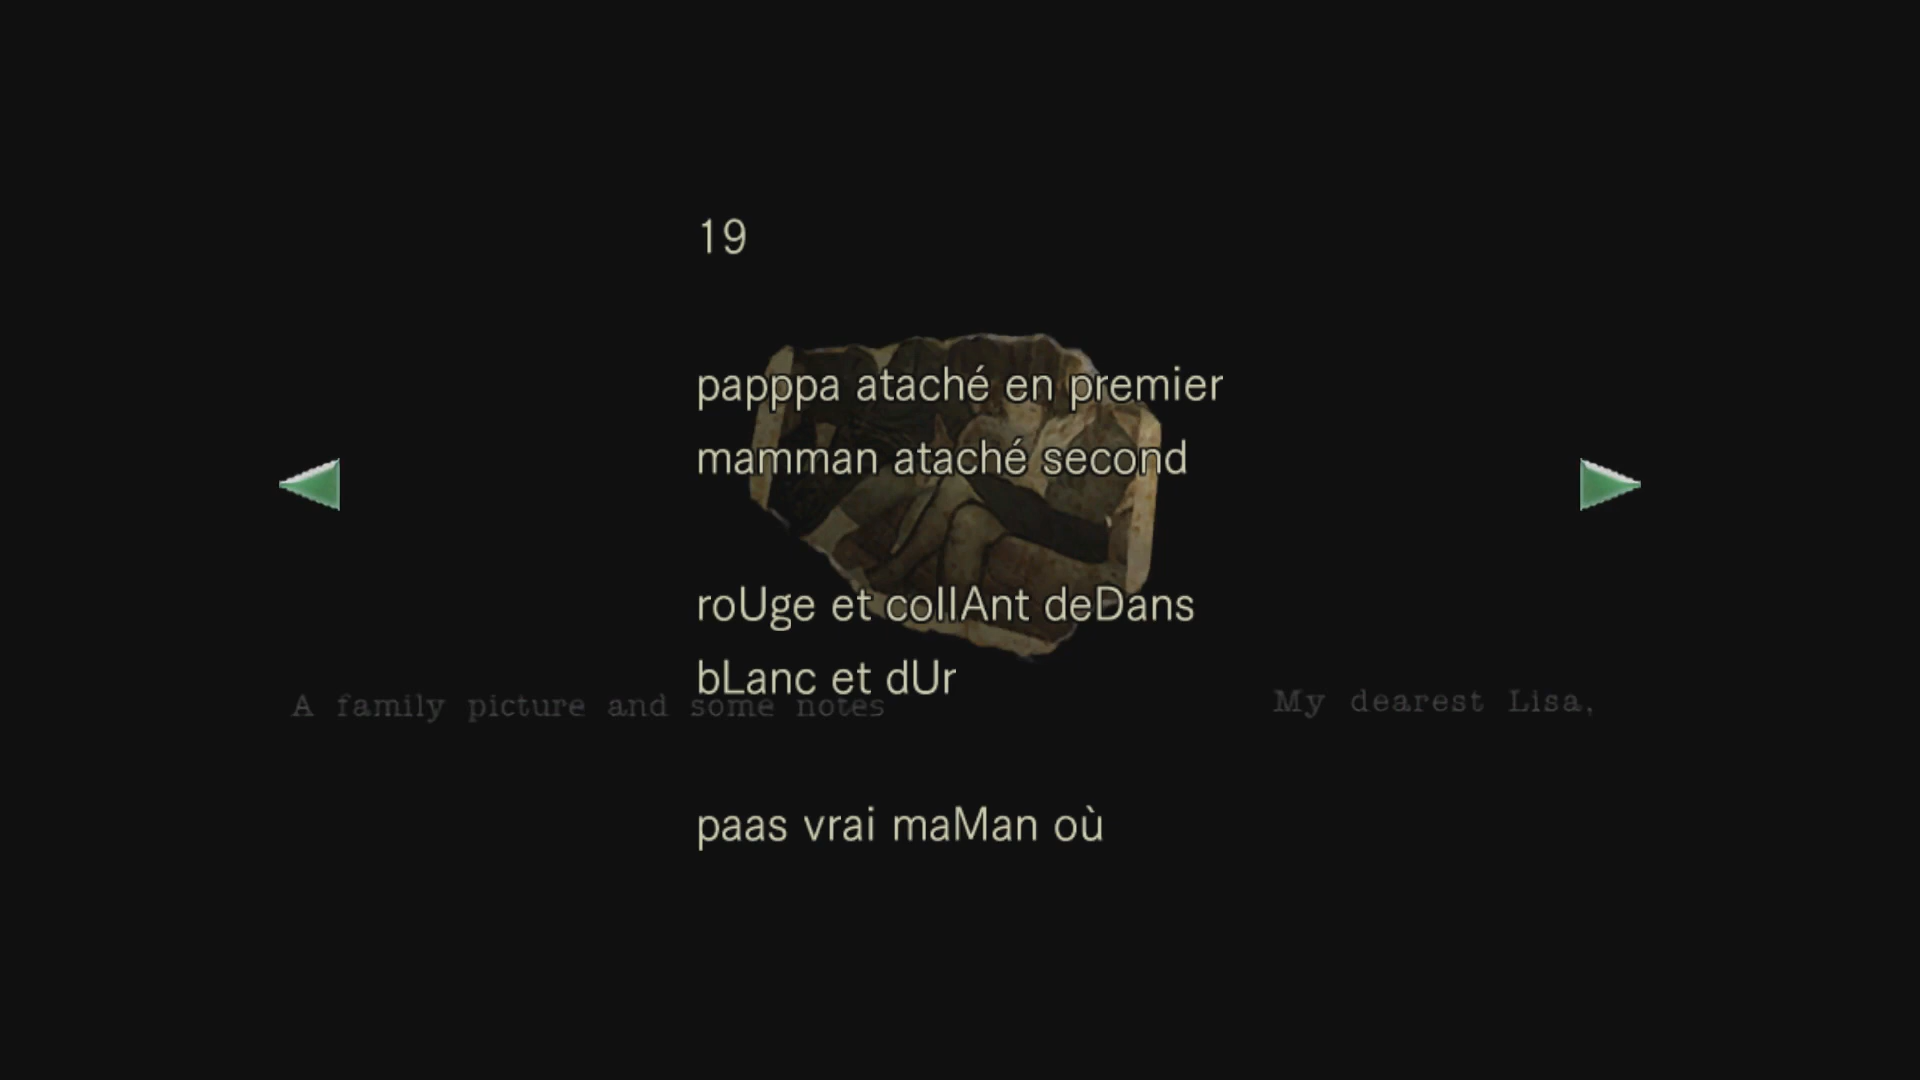 19
papppa ataché en premier
mamman ataché second
roUge et collAnt deDans
bLanc et dUr
A family picture and some notes
My dearest Lisa,
paas vrai maMan où